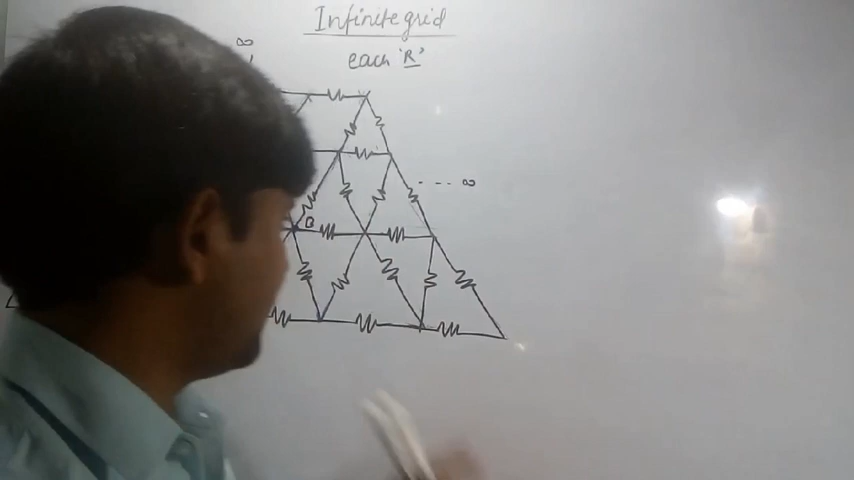 Infinite grid
each 'R'
∞
--- ∞
B